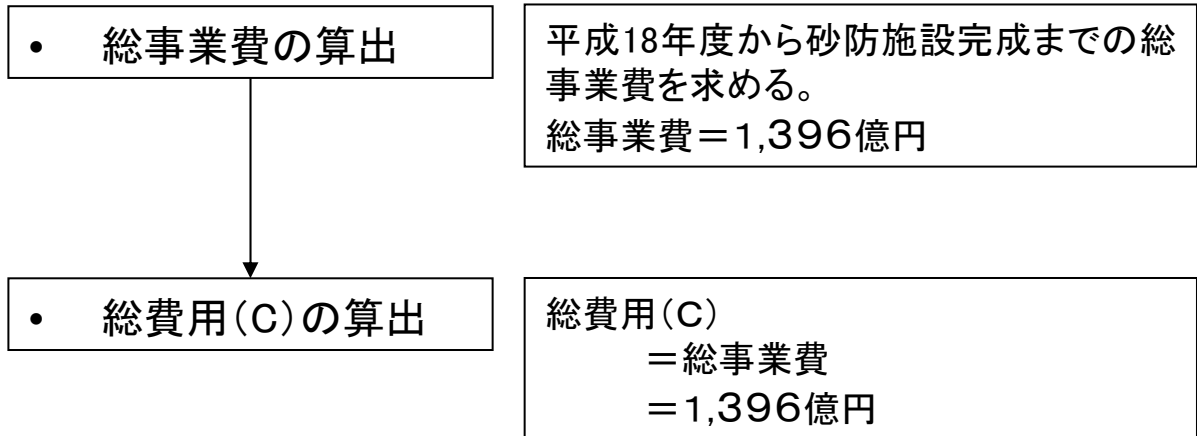 • 総事業費の算出
平成18年度から砂防施設完成までの総
事業費を求める。
総事業費＝1,396億円
• 総費用(C)の算出
総費用(C)
＝総事業費
＝1,396億円